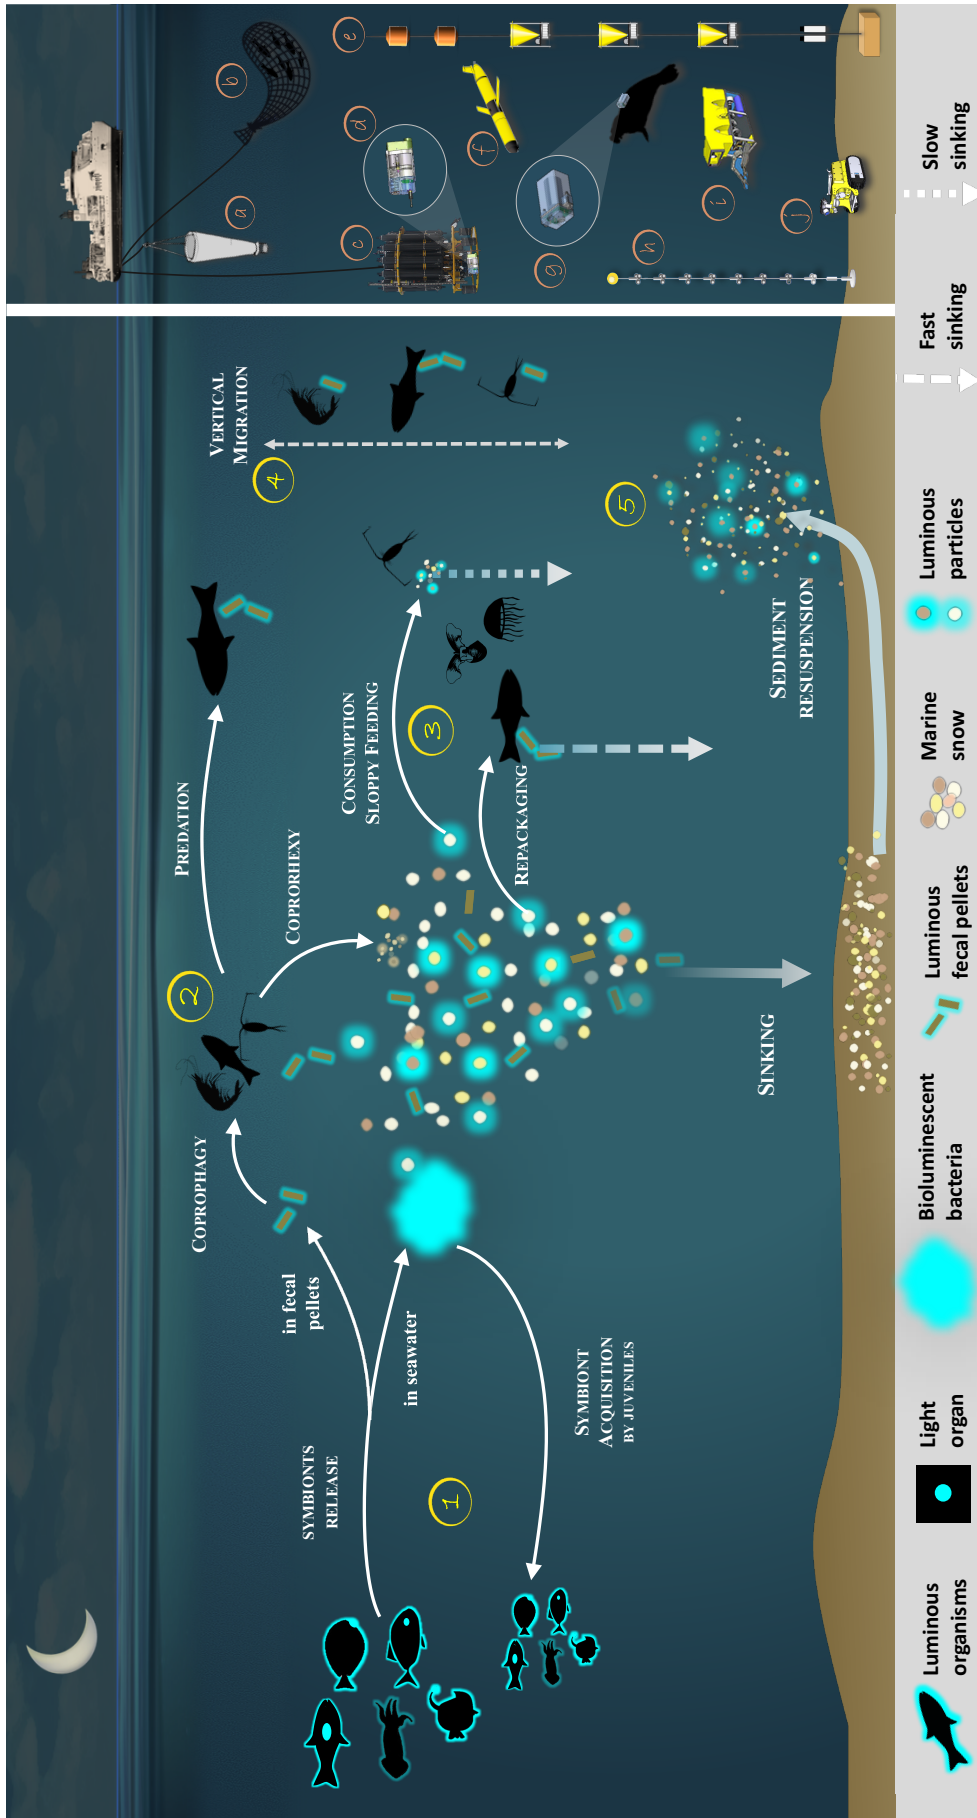 SYMBIONTS
RELEASE
in fecal
pellets
in seawater
1
SYMBIONT
ACQUISITION
BY JUVENILES
COPROPHAGY
2
PREDATION
COPRORHEXY
CONSUMPTION
SLOPPY FEEDING
3
REPACKAGING
SINKING
VERTICAL
MIGRATION
4
5
SEDIMENT
RESUSPENSION
a
b
c
d
e
f
g
h
i
j
Luminous
organisms
Light
organ
Bioluminescent
bacteria
Luminous
fecal pellets
Marine
snow
Luminous
particles
Fast
sinking
Slow
sinking